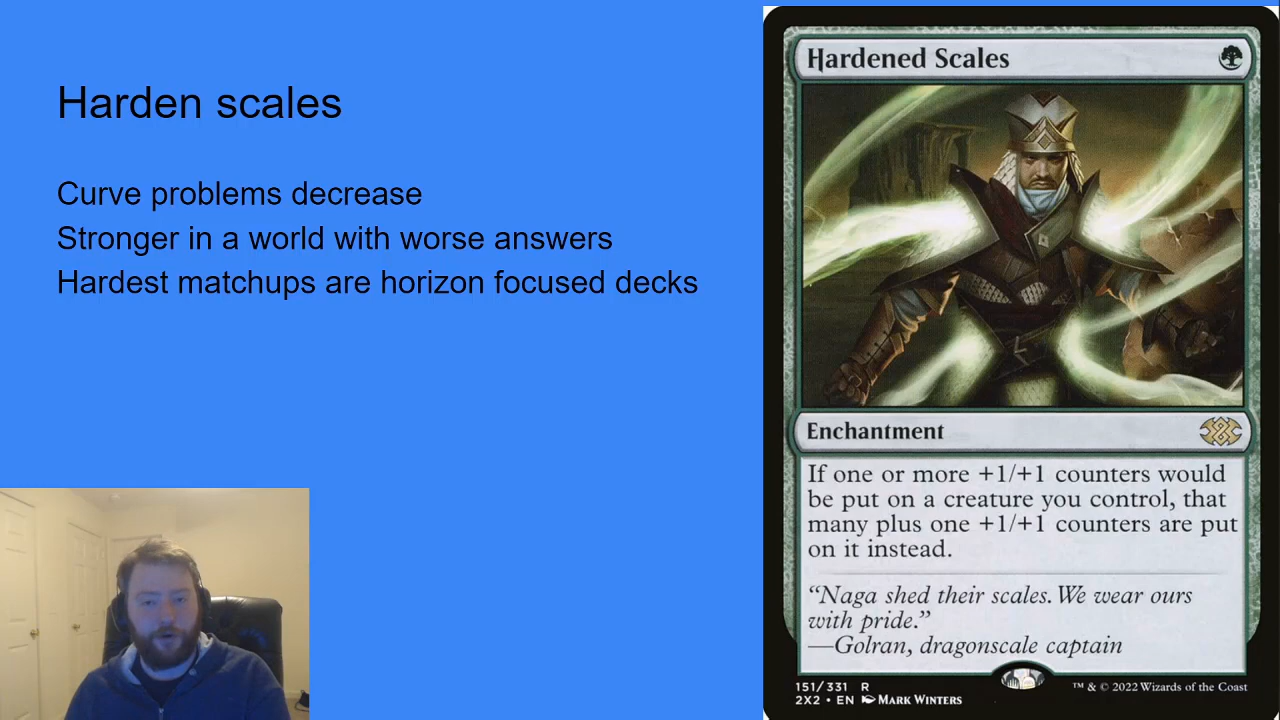 Harden scales
Curve problems decrease
Stronger in a world with worse answers
Hardest matchups are horizon focused decks
Hardened Scales
Enchantment
If one or more +1/+1 counters would
be put on a creature you control, that
many plus one +1/+1 counters are put
on it instead.
“Naga shed their scales. We wear ours
with pride.”
—Golran, dragonscale captain
151/331 R
2X2 • EN MARK WINTERS
™ & © 2022 Wizards of the Coast